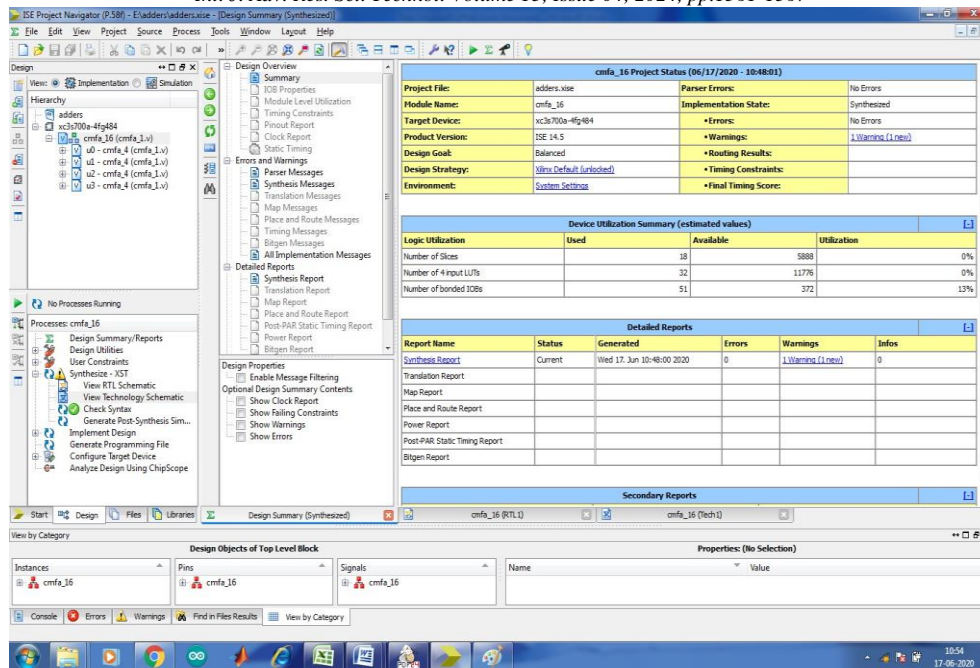 Int. J. Adv. Res. Sci. Technol. Volume 13, Issue 04, 2024, pp.1581-1587
ISE Project Navigator (P.58f) - E:\adders\adders.xise - [Design Summary (Synthesized)]
File Edit View Project Source Process Tools Window Layout Help
Design
View: Implementation Simulation
Hierarchy
adders
xc3s700a-4fg484
cmfa_16 (cmfa_1.v)
u0 - cmfa_4 (cmfa_1.v)
u1 - cmfa_4 (cmfa_1.v)
u2 - cmfa_4 (cmfa_1.v)
u3 - cmfa_4 (cmfa_1.v)
No Processes Running
Processes: cmfa_16
Design Summary/Reports
Design Utilities
User Constraints
Synthesize - XST
View RTL Schematic
View Technology Schematic
Check Syntax
Generate Post-Synthesis Sim...
Implement Design
Generate Programming File
Configure Target Device
Analyze Design Using ChipScope
Start Design Files Libraries
Design Overview
Summary
IOB Properties
Module Level Utilization
Timing Constraints
Pinout Report
Clock Report
Static Timing
Errors and Warnings
Parser Messages
Synthesis Messages
Translation Messages
Map Messages
Place and Route Messages
Timing Messages
Bitgen Messages
All Implementation Messages
Detailed Reports
Synthesis Report
Translation Report
Map Report
Place and Route Report
Post-PAR Static Timing Report
Power Report
Bitgen Report
Design Properties
Enable Message Filtering
Optional Design Summary Contents
Show Clock Report
Show Failing Constraints
Show Warnings
Show Errors
cmfa_16 Project Status (06/17/2020 - 10:48:01)
Project File: adders.xise Parser Errors: No Errors
Module Name: cmfa_16 Implementation State: Synthesized
Target Device: xc3s700a-4fg484 •Errors: No Errors
Product Version: ISE 14.5 •Warnings: 1 Warning (1 new)
Design Goal: Balanced •Routing Results:
Design Strategy: Xilinx Default (unlocked) •Timing Constraints:
Environment: System Settings •Final Timing Score:
Device Utilization Summary (estimated values) [-]
Logic Utilization Used Available Utilization
Number of Slices 18 5888 0%
Number of 4 input LUTs 32 11776 0%
Number of bonded IOBs 51 372 13%
Detailed Reports [-]
Report Name Status Generated Errors Warnings Infos
Synthesis Report Current Wed 17. Jun 10:48:00 2020 0 1 Warning (1 new) 0
Translation Report
Map Report
Place and Route Report
Power Report
Post-PAR Static Timing Report
Bitgen Report
Secondary Reports [-]
Design Summary (Synthesized) cmfa_16 (RTL1) cmfa_16 (Tech1)
View by Category
Design Objects of Top Level Block Properties: (No Selection)
Instances Pins Signals Name Value
cmfa_16 cmfa_16 cmfa_16
Console Errors Warnings Find in Files Results View by Category
10:54
17-06-2020